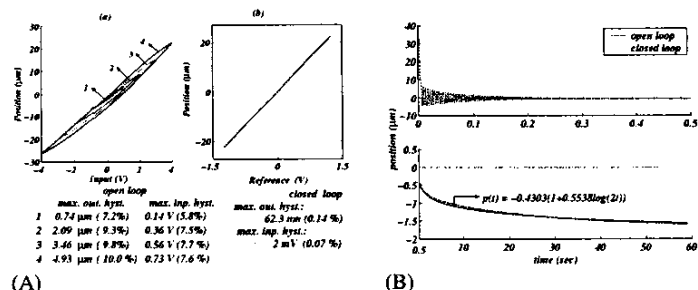 (a)
(b)
30
20
10
0
-10
-20
-30
-4
-2
0
2
4
Position (μm)
Input (V)
1
2
3
4
20
0
-20
-1.5
0
1.5
Position (μm)
Reference (V)
open loop
max. out. hyst. max. inp. hyst.
1 0.74 μm (7.2%) 0.14 V (5.8%)
2 2.09 μm ( 9.3%) 0.36 V (7.5%)
3 3.46 μm ( 9.8%) 0.56 V (7.7 %)
4 4.93 μm ( 10.0 %) 0.73 V (7.6 %)
closed loop
max. out. hyst.:
62.3 nm (0.14 %)
max. inp. hyst.:
2 mV (0.07 %)
(A)
open loop
closed loop
40
20
0
-10
0
0.1
0.2
0.3
0.4
0.5
position (μm)
0.5
0
-0.5
-1
-1.5
-2
p(t) = -0.4303(1+0.5538log(2t))
0.5
10
20
30
40
50
60
time (sec)
(B)